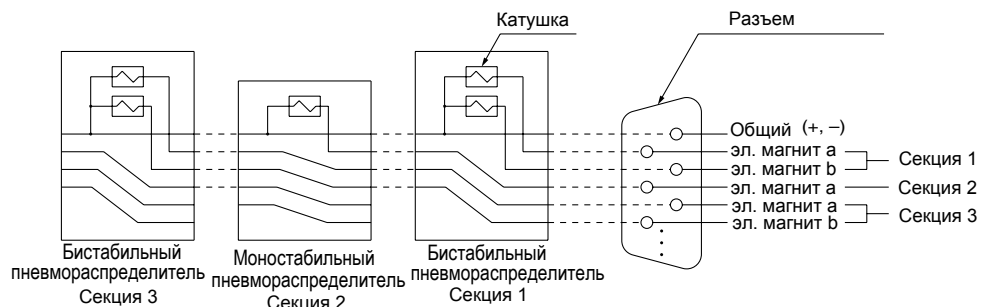 Катушка
Разъем
Общий (+, –)
эл. магнит a
эл. магнит b
эл. магнит a
эл. магнит a
эл. магнит b
Секция 1
Секция 2
Секция 3
Бистабильный
пневмораспределитель
Секция 3
Моностабильный
пневмораспределитель
Секция 2
Бистабильный
пневмораспределитель
Секция 1